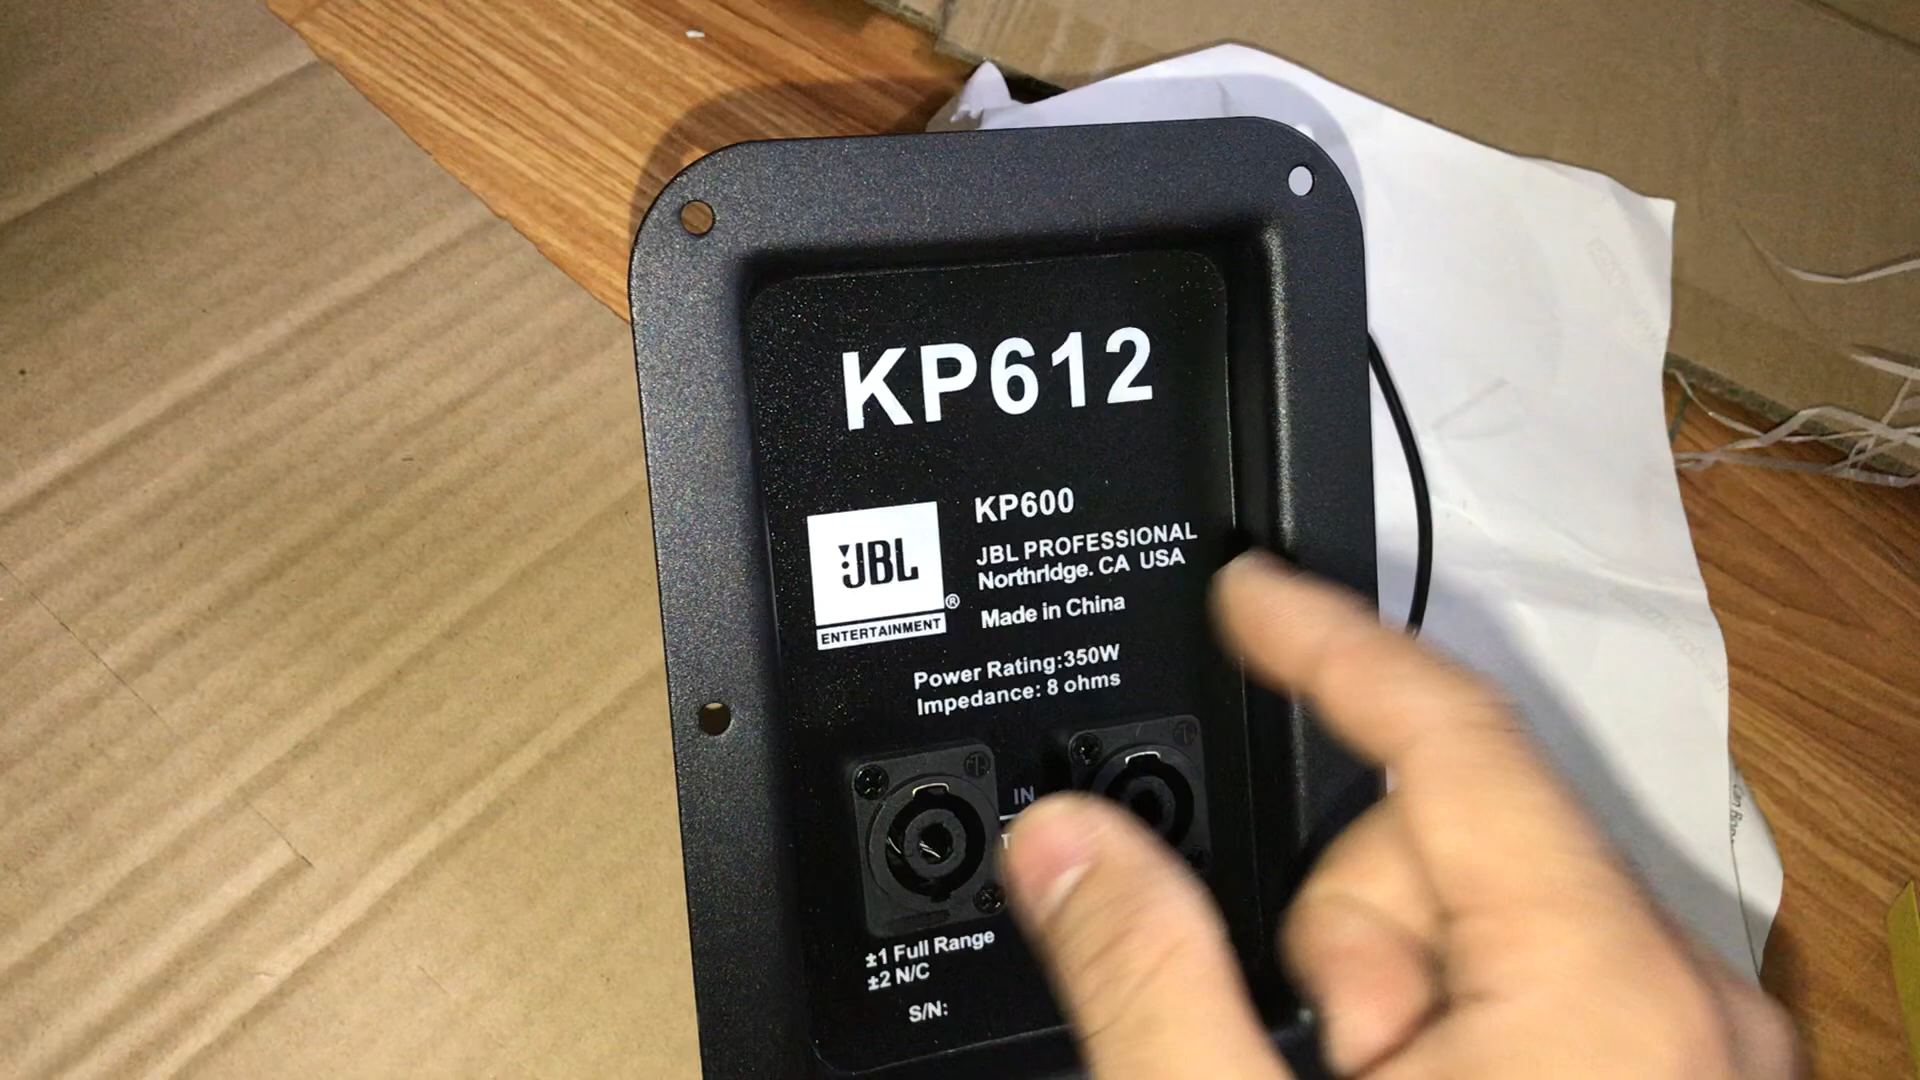 KP612
KP600
JBL PROFESSIONAL
Northridge. CA USA
Made in China
JBL
®
ENTERTAINMENT
Power Rating:350W
Impedance: 8 ohms
IN
±1 Full Range
±2 N/C
S/N: